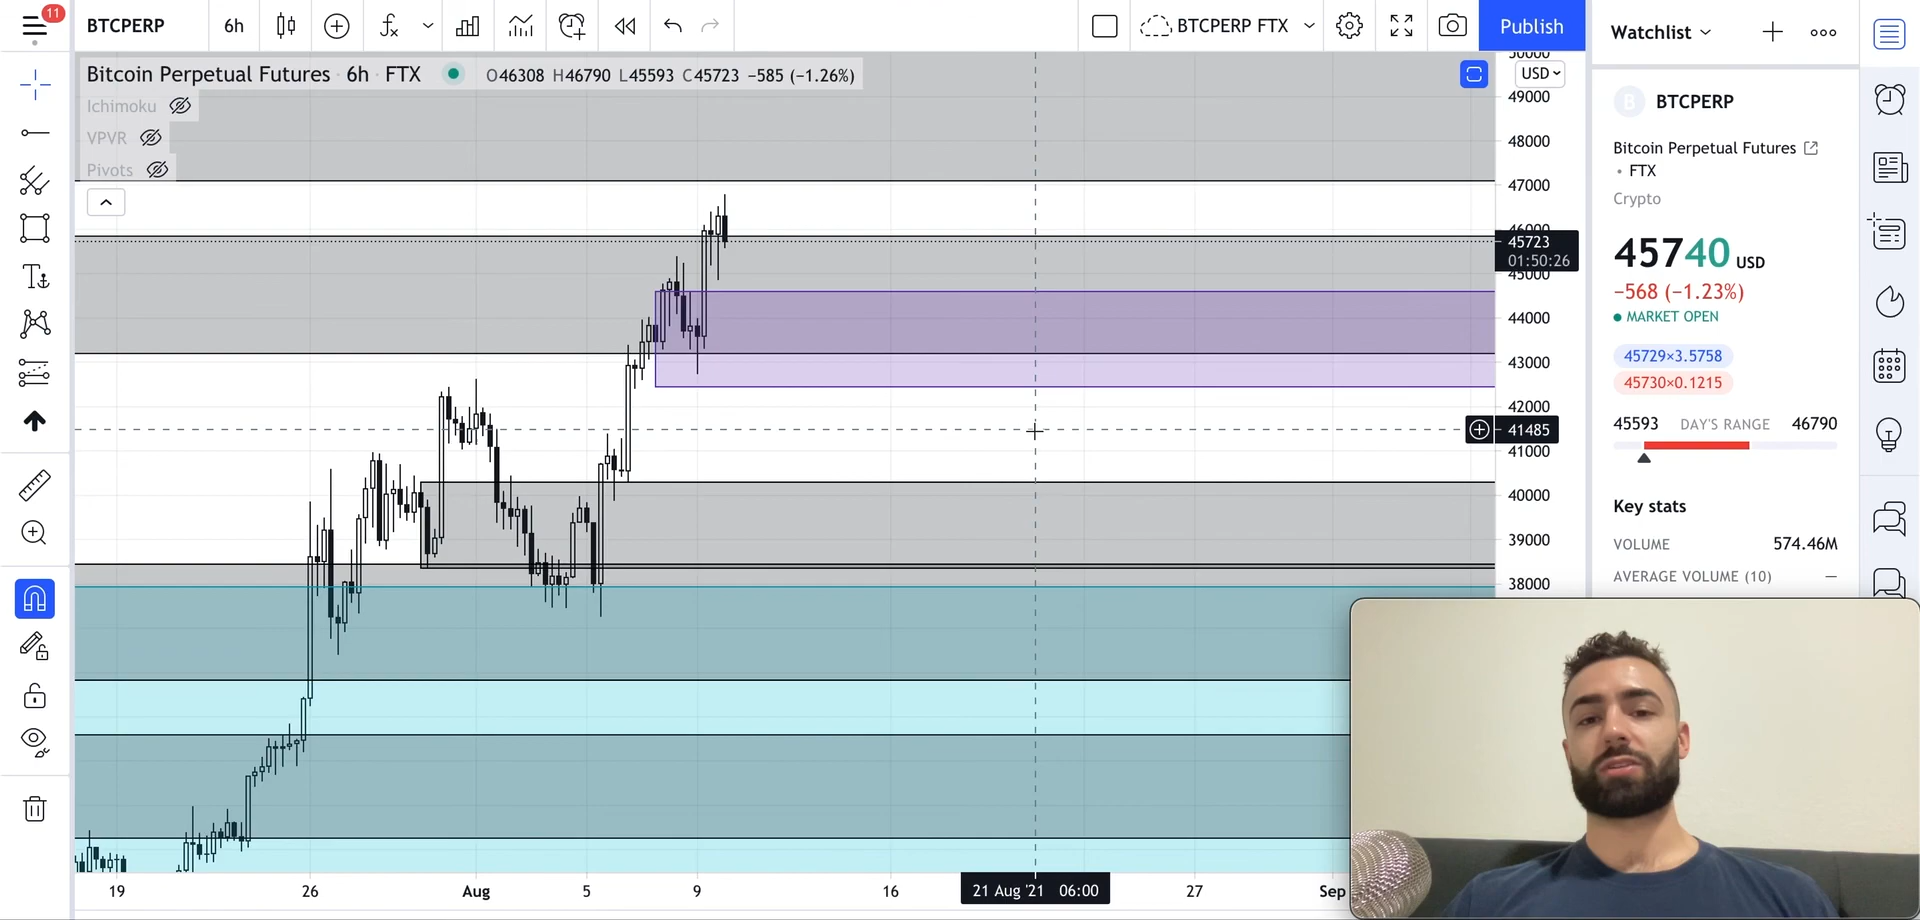 11
BTCPERP
6h
BTCPERP FTX
Publish
Watchlist
Bitcoin Perpetual Futures · 6h · FTX
O46308 H46790 L45593 C45723 −585 (−1.26%)
USD
Ichimoku
VPVR
Pivots
50000
49000
48000
47000
46000
45723
01:50:26
45000
44000
43000
42000
41485
41000
40000
39000
38000
B BTCPERP
Bitcoin Perpetual Futures
• FTX
Crypto
45740 USD
−568 (−1.23%)
MARKET OPEN
45729×3.5758
45730×0.1215
45593 DAY'S RANGE 46790
Key stats
VOLUME 574.46M
AVERAGE VOLUME (10) —
19
26
Aug
5
9
16
21 Aug '21 06:00
27
Sep